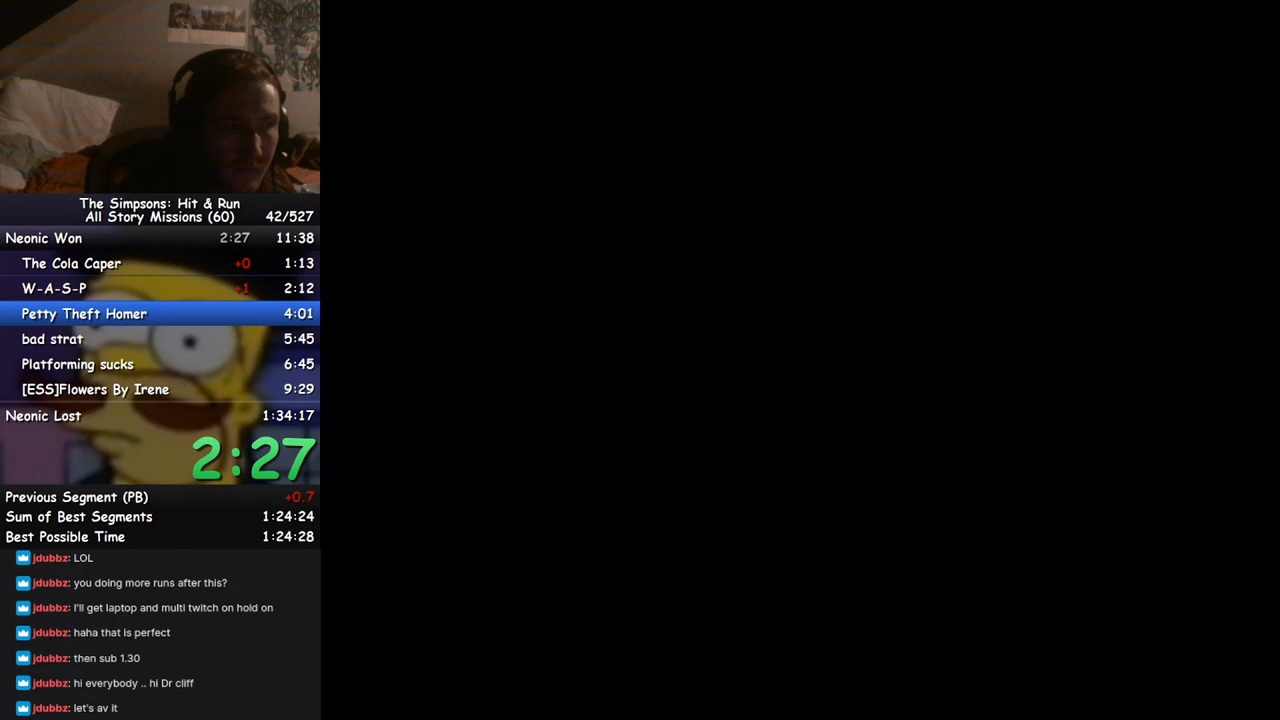 The Simpsons: Hit & Run
All Story Missions (60) 42/527
Neonic Won 2:27 11:38
The Cola Caper +0 1:13
W-A-S-P +1 2:12
Petty Theft Homer 4:01
bad strat 5:45
Platforming sucks 6:45
[ESS]Flowers By Irene 9:29
Neonic Lost 1:34:17
2:27
Previous Segment (PB) +0.7
Sum of Best Segments 1:24:24
Best Possible Time 1:24:28
jdubbz: LOL
jdubbz: you doing more runs after this?
jdubbz: I'll get laptop and multi twitch on hold on
jdubbz: haha that is perfect
jdubbz: then sub 1.30
jdubbz: hi everybody .. hi Dr cliff
jdubbz: let's av it